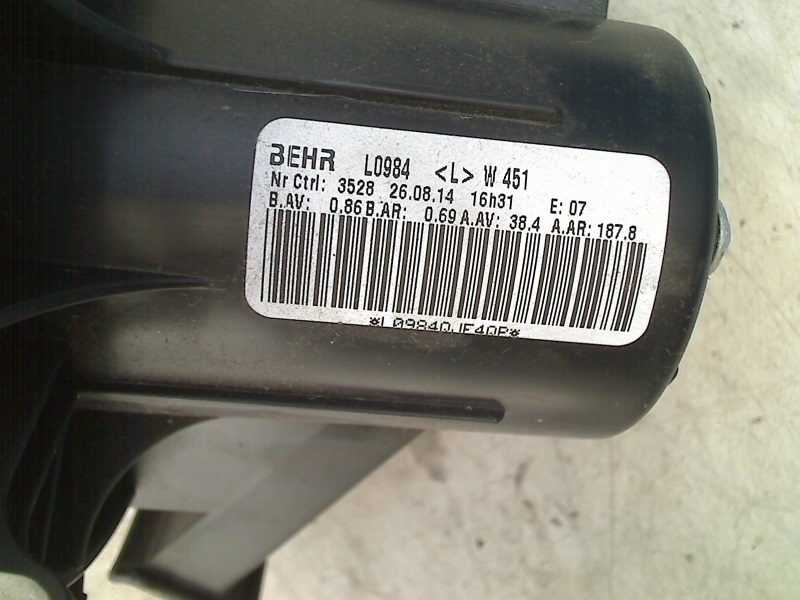 BEHR L0984 <L> W 451
Nr Ctrl: 3528 26.08.14 16h31 E: 07
B.AV: 0.86 B.AR: 0.69 A.AV: 38.4 A.AR: 187.8
*L09840JE40P*